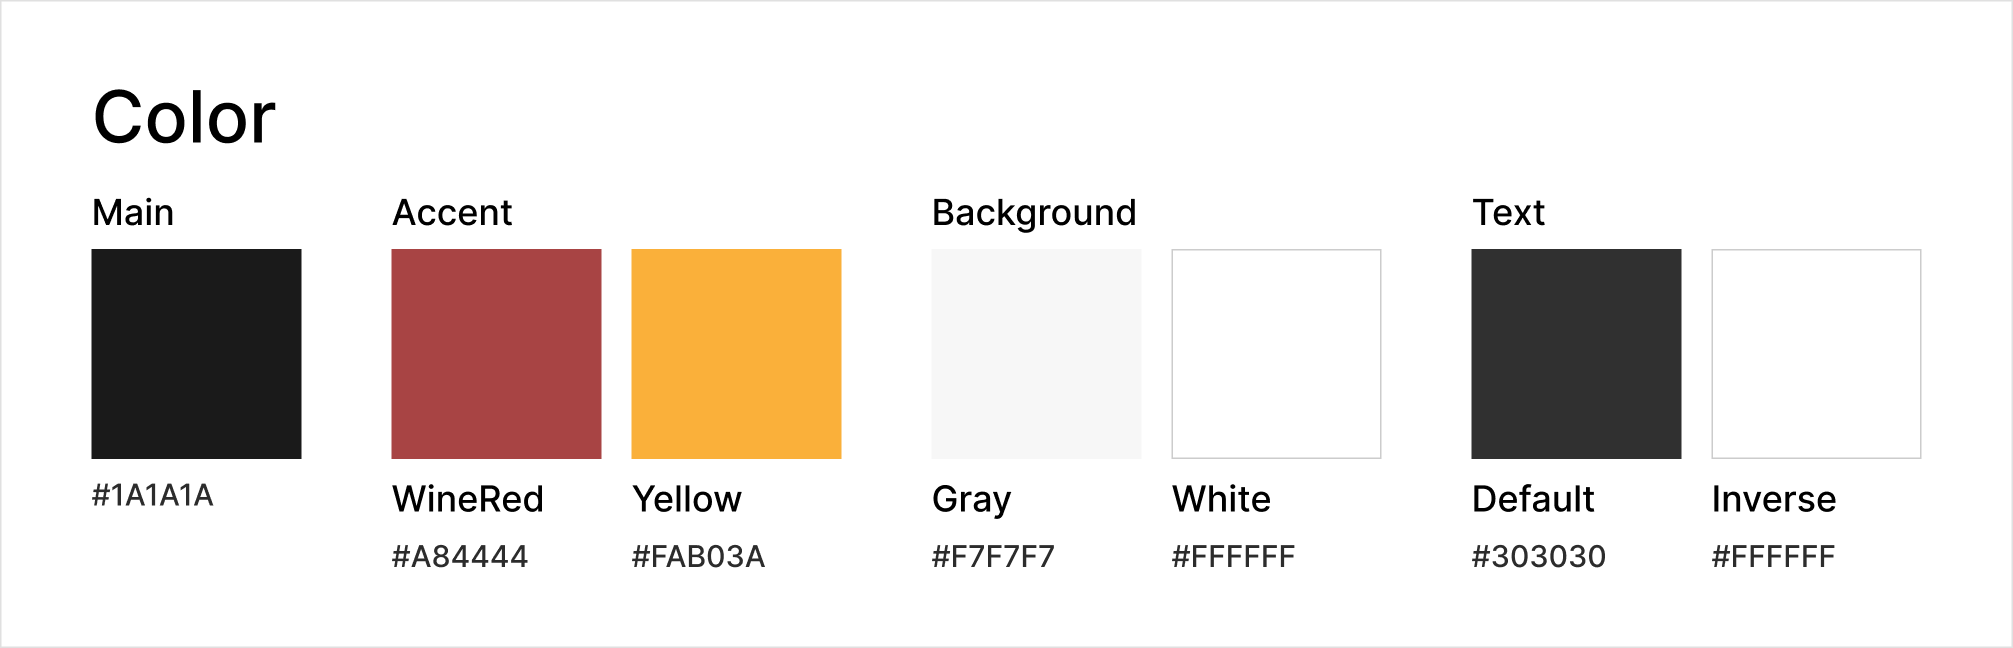 Color
Main
Accent
Background
Text
#1A1A1A
WineRed
Yellow
Gray
White
Default
Inverse
#A84444
#FAB03A
#F7F7F7
#FFFFFF
#303030
#FFFFFF